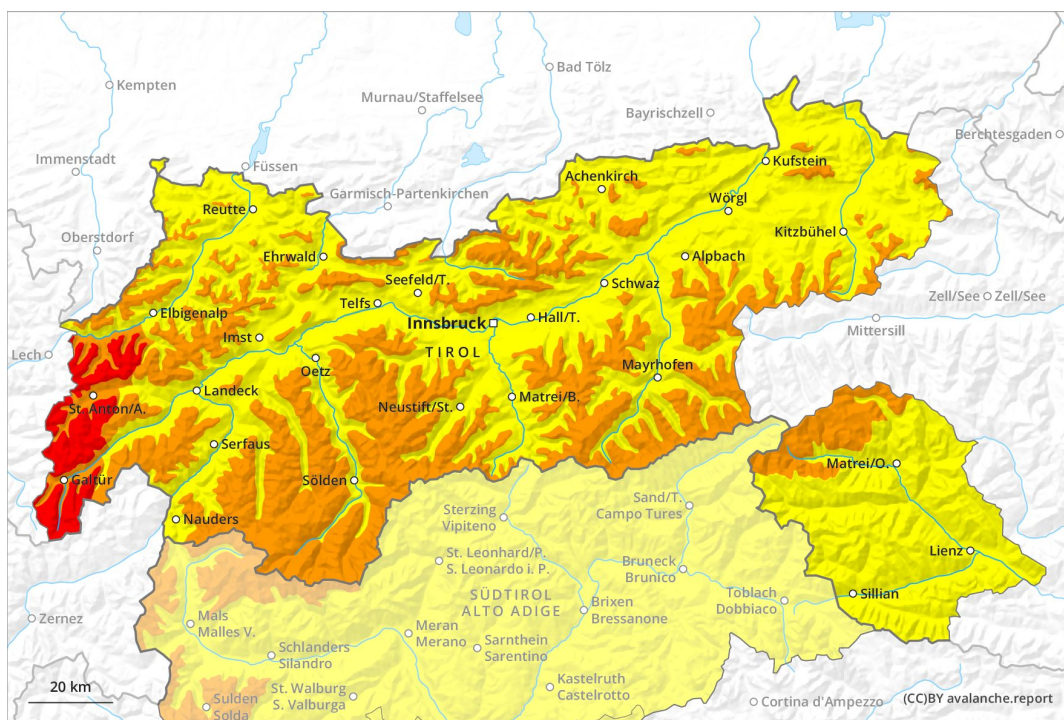 Bad Tölz
Kempten
Murnau/Staffelsee
Bayrischzell
Berchtesgaden
Immenstadt
Füssen
Kufstein
Achenkirch
Garmisch-Partenkirchen
Wörgl
Reutte
Kitzbühel
Oberstdorf
Ehrwald
Alpbach
Seefeld/T.
Schwaz
Zell/See
Zell/See
Telfs
Elbigenalp
Hall/T.
Innsbruck
Mittersill
Imst
Lech
TIROL
Oetz
Mayrhofen
Landeck
Matrei/B.
St. Anton/A.
Neustift/St.
Serfaus
Matrei/O.
Galtür
Sölden
Sand/T.
Campo Tures
Sterzing
Vipiteno
Nauders
Lienz
St. Leonhard/P.
S. Leonardo i. P.
Bruneck
Brunico
SÜDTIROL
ALTO ADIGE
Toblach
Dobbiaco
Sillian
Brixen
Bressanone
Zernez
Mals
Malles V.
Meran
Merano
Sarnthein
Sarentino
Schlanders
Silandro
Kastelruth
Castelrotto
20 km
St. Walburg
S. Valburga
Sulden
Solda
Cortina d'Ampezzo
(CC)BY avalanche.report